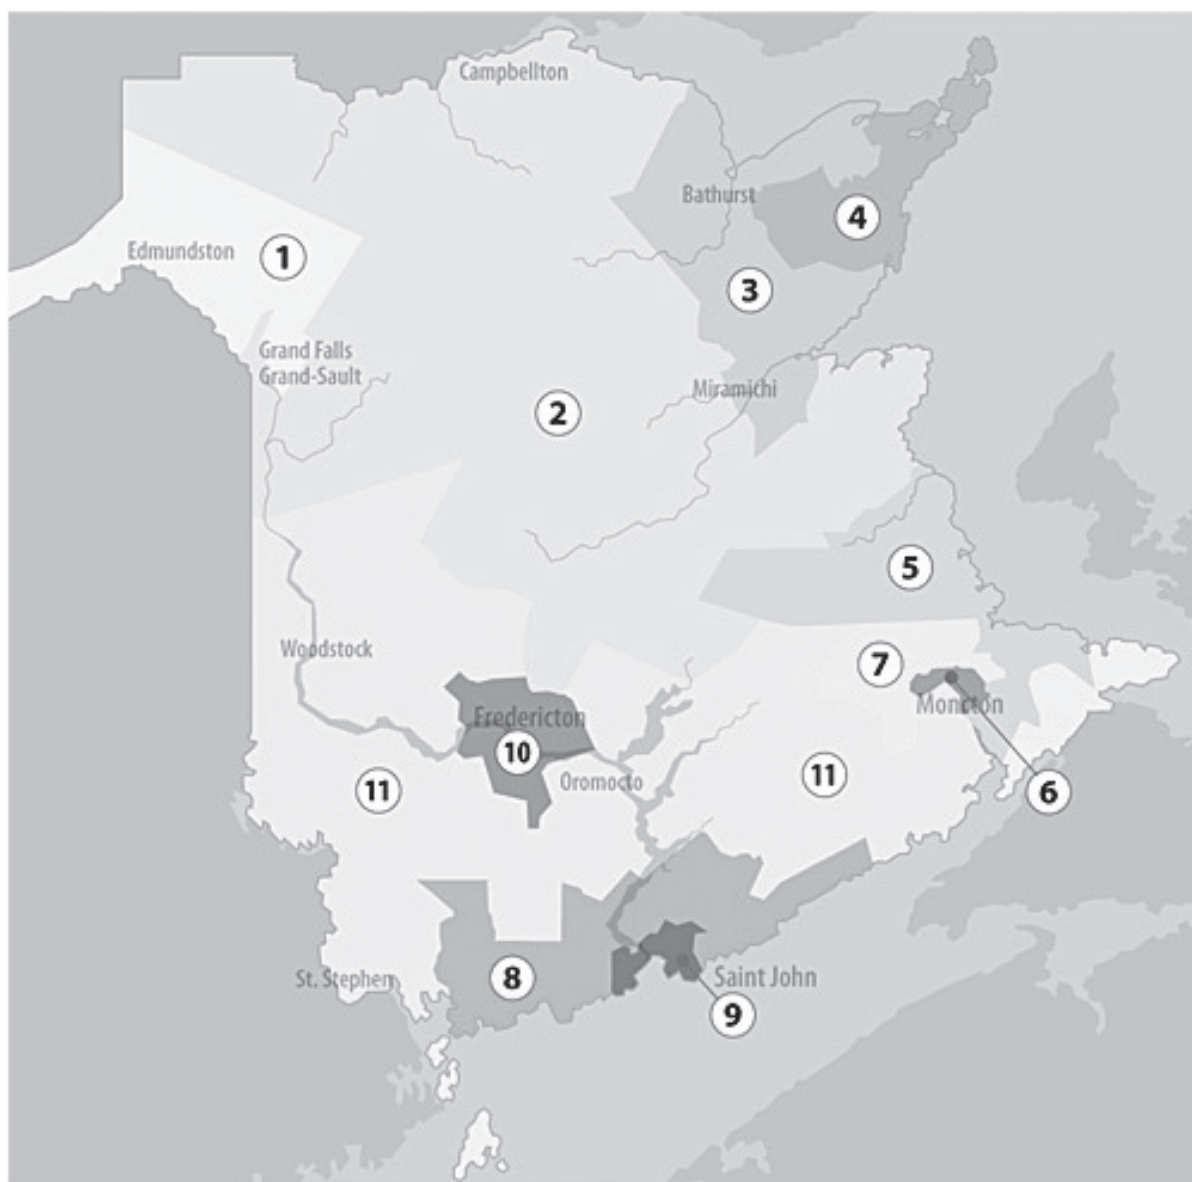 Campbellton
Bathurst
4
Edmundston
1
3
Grand Falls
Grand-Sault
Miramichi
2
5
Woodstock
7
Moncton
Fredericton
10
Oromocto
11
11
6
St. Stephen
8
Saint John
9